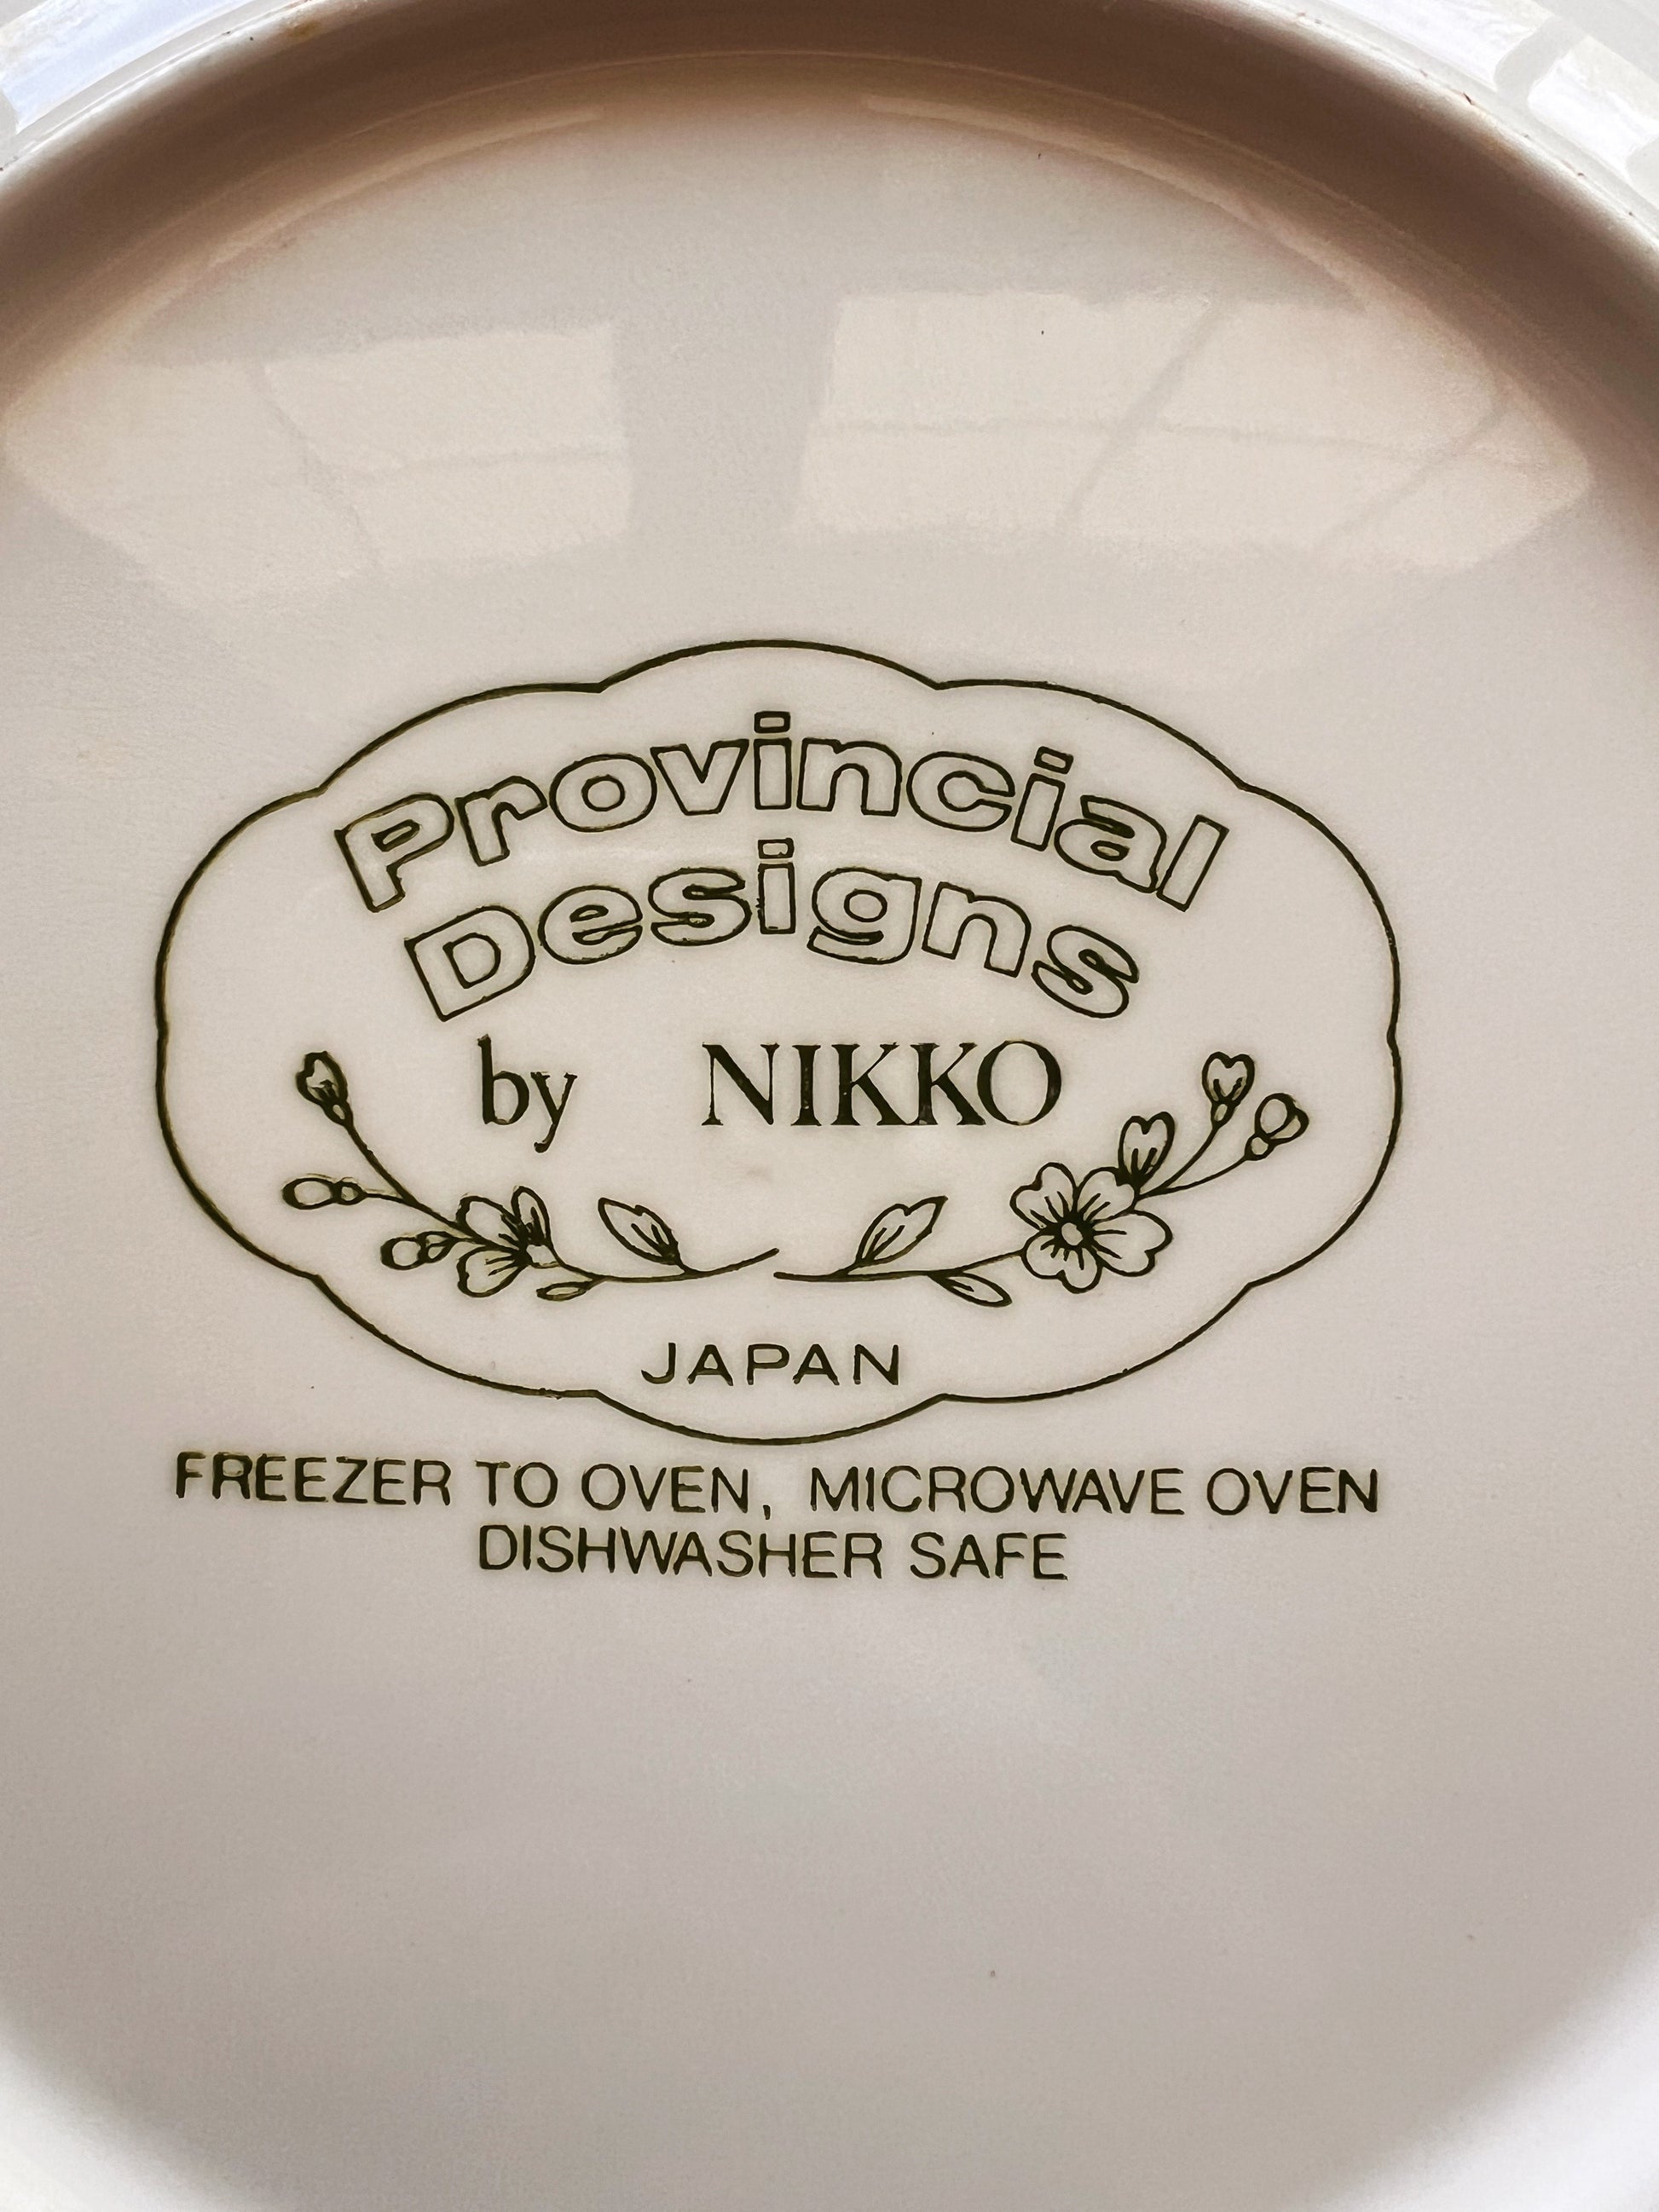 Provincial
Designs
by NIKKO
JAPAN
FREEZER TO OVEN, MICROWAVE OVEN
DISHWASHER SAFE